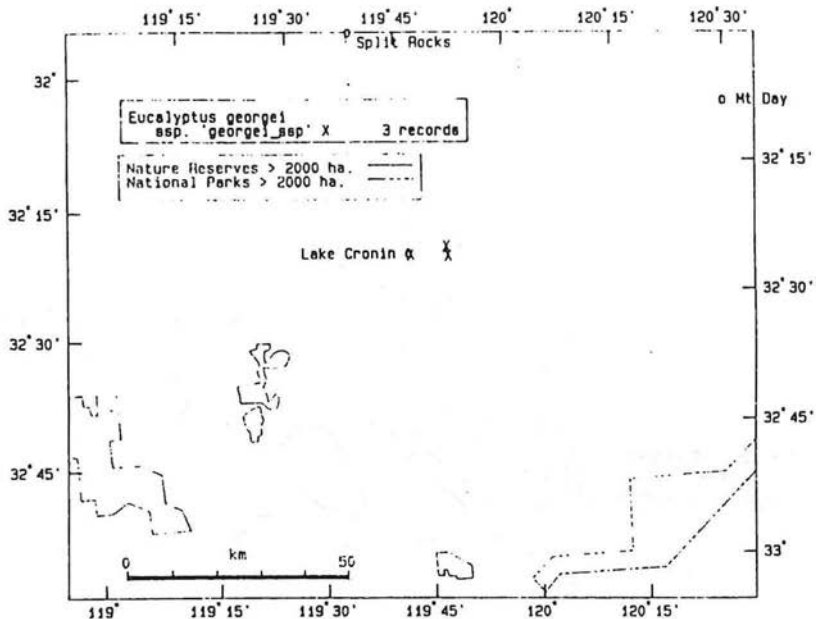 119°15' 119°30' 119°45' 120° 120°30'
Split Rocks
32°
Mt Day
Eucalyptus georgei
ssp. 'georgei_ssp' X 3 records
32°15'
Nature Reserves > 2000 ha.
National Parks > 2000 ha.
32°15'
Lake Cronin
X
X
32°30'
32°30'
32°45'
32°45'
km
0 50
33°
119° 119°15' 119°30' 119°45' 120° 120°15'